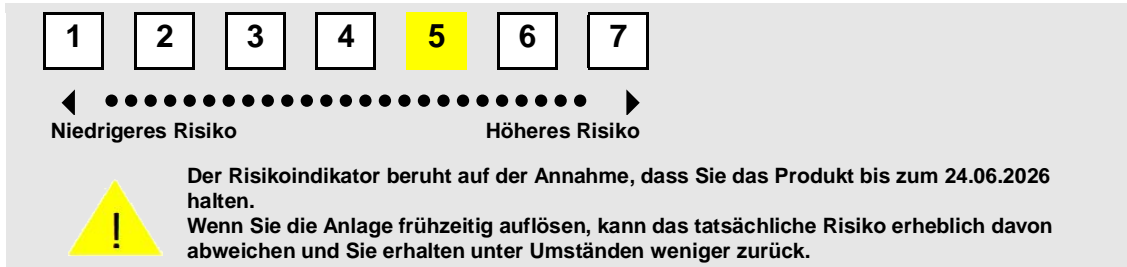 1 2 3 4 5 6 7
Niedrigeres Risiko Höheres Risiko
Der Risikoindikator beruht auf der Annahme, dass Sie das Produkt bis zum 24.06.2026
halten.
Wenn Sie die Anlage frühzeitig auflösen, kann das tatsächliche Risiko erheblich davon
abweichen und Sie erhalten unter Umständen weniger zurück.
!